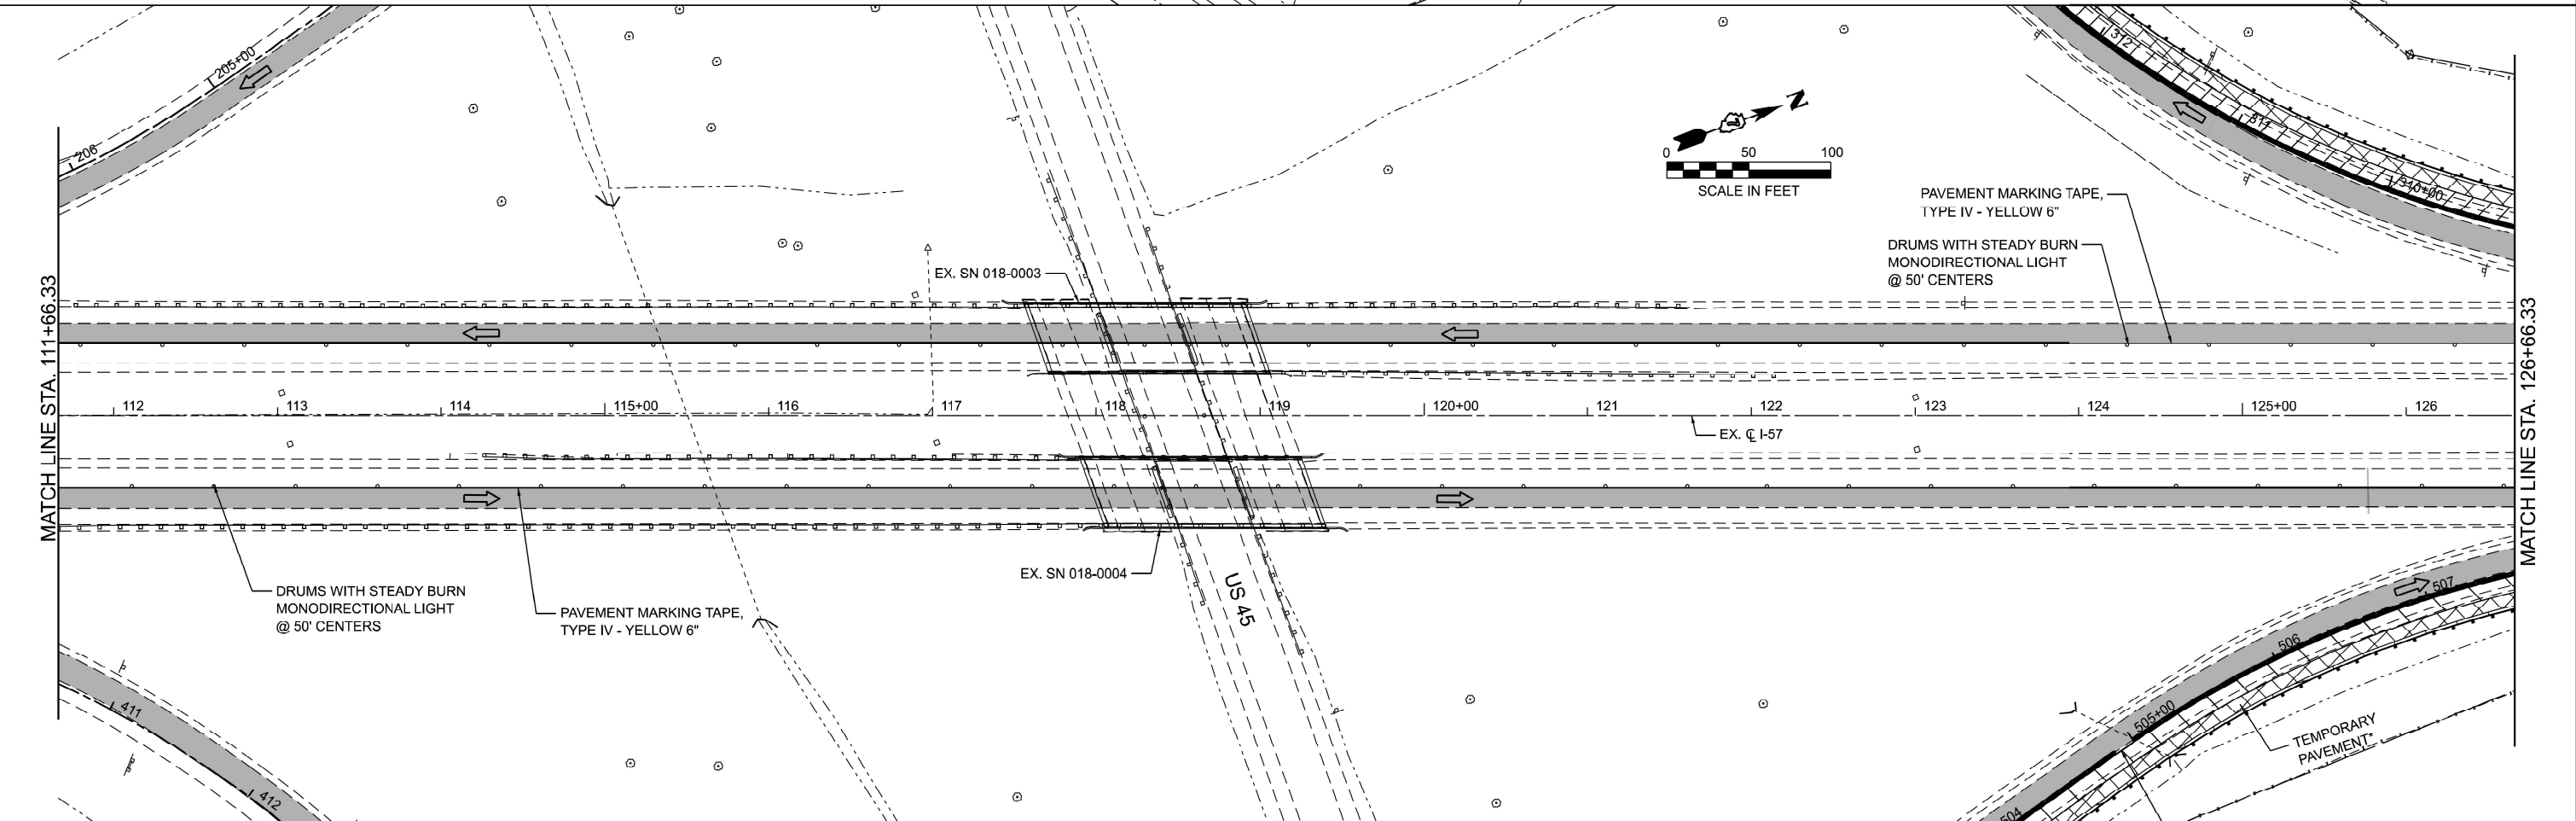 205+00
206
312
311
310+00
N
0 50 100
SCALE IN FEET
PAVEMENT MARKING TAPE,
TYPE IV - YELLOW 6"
DRUMS WITH STEADY BURN
MONODIRECTIONAL LIGHT
@ 50' CENTERS
EX. SN 018-0003
MATCH LINE STA. 111+66.33
MATCH LINE STA. 126+66.33
112 113 114 115+00 116 117 118 119 120+00 121 122 123 124 125+00 126
EX. ℄ I-57
EX. SN 018-0004
US 45
DRUMS WITH STEADY BURN
MONODIRECTIONAL LIGHT
@ 50' CENTERS
PAVEMENT MARKING TAPE,
TYPE IV - YELLOW 6"
411
412
507
506
505+00
504
TEMPORARY
PAVEMENT